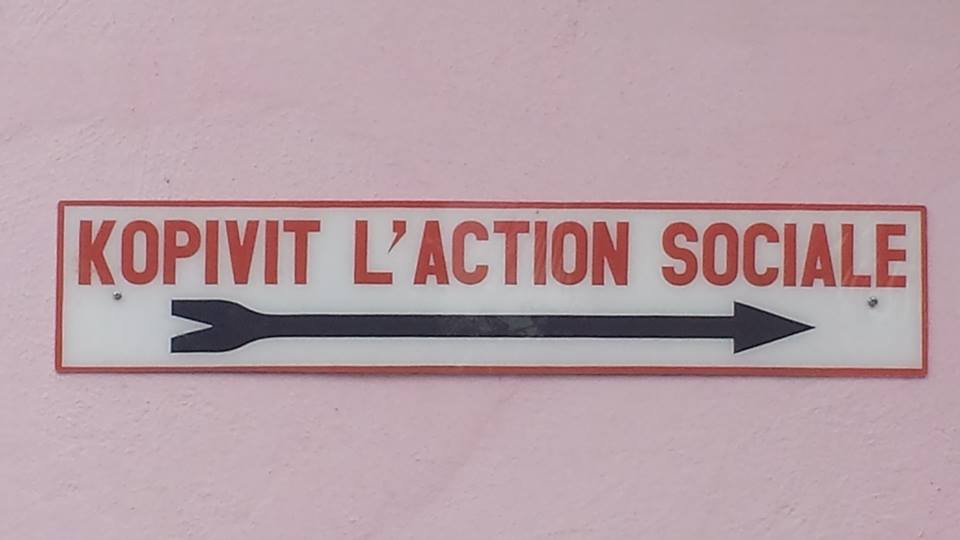 KOPIVIT L'ACTION SOCIALE